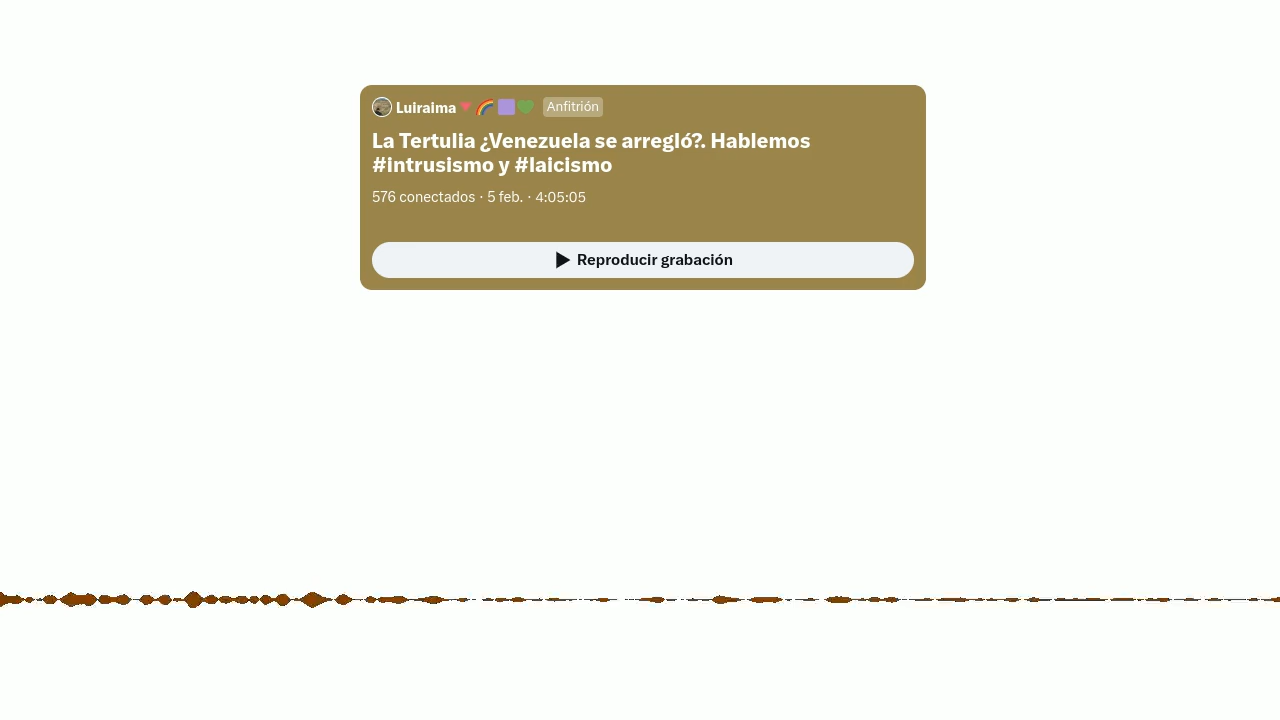 Luiraima🔻🌈🟪💚 Anfitrión
La Tertulia ¿Venezuela se arregló?. Hablemos
#intrusismo y #laicismo
576 conectados · 5 feb. · 4:05:05
Reproducir grabación